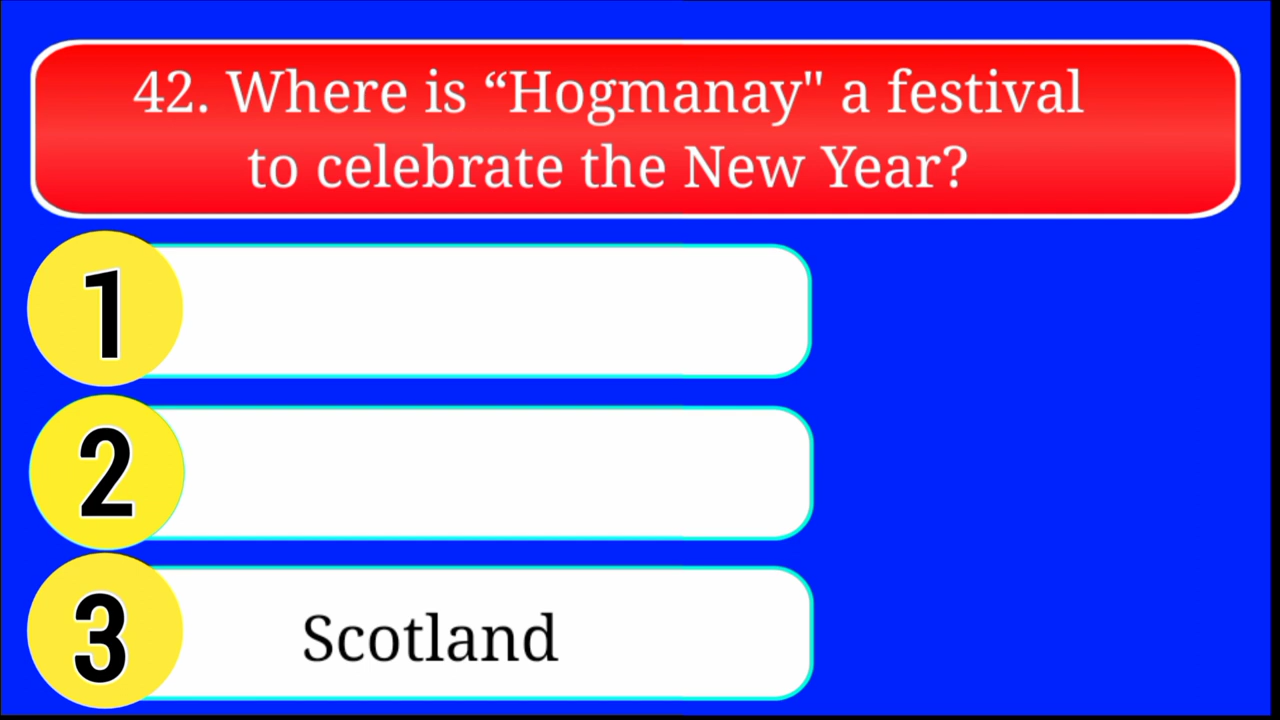 42. Where is “Hogmanay" a festival
to celebrate the New Year?
1
2
3 Scotland